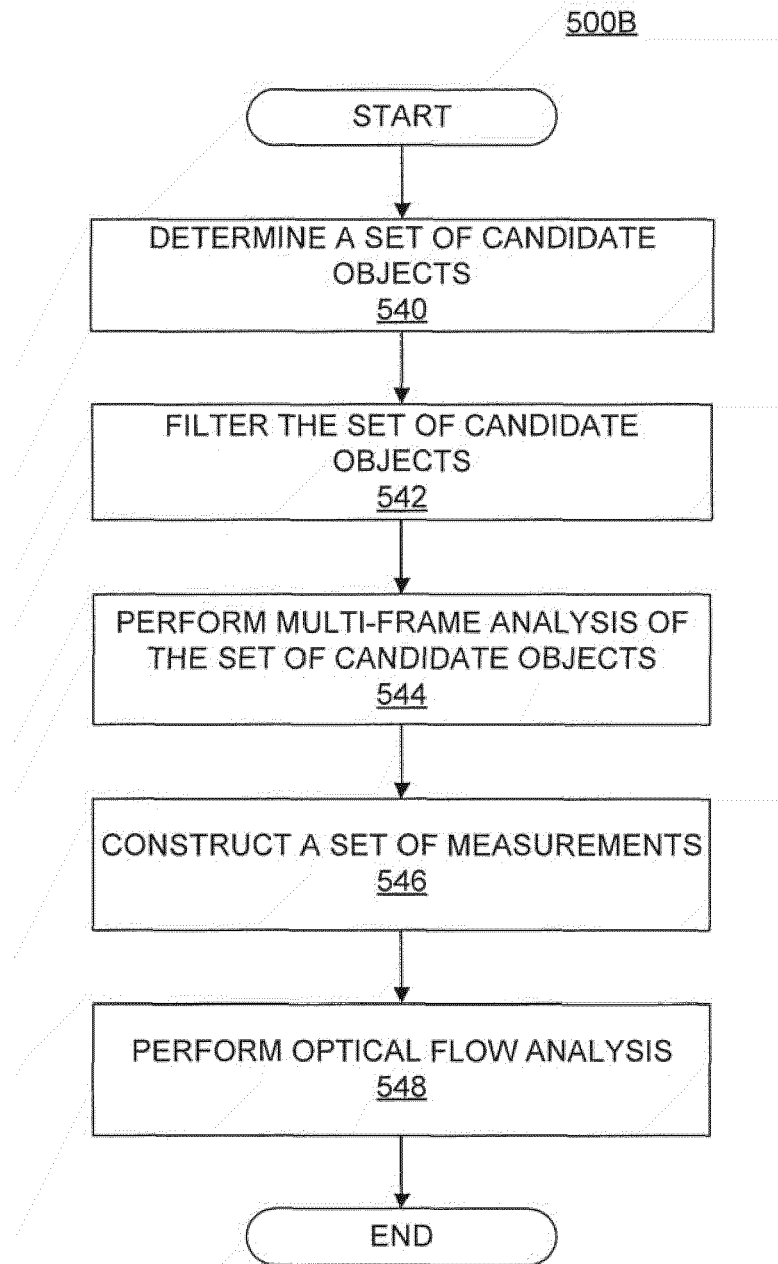 500B
START
DETERMINE A SET OF CANDIDATE
OBJECTS
540
FILTER THE SET OF CANDIDATE
OBJECTS
542
PERFORM MULTI-FRAME ANALYSIS OF
THE SET OF CANDIDATE OBJECTS
544
CONSTRUCT A SET OF MEASUREMENTS
546
PERFORM OPTICAL FLOW ANALYSIS
548
END